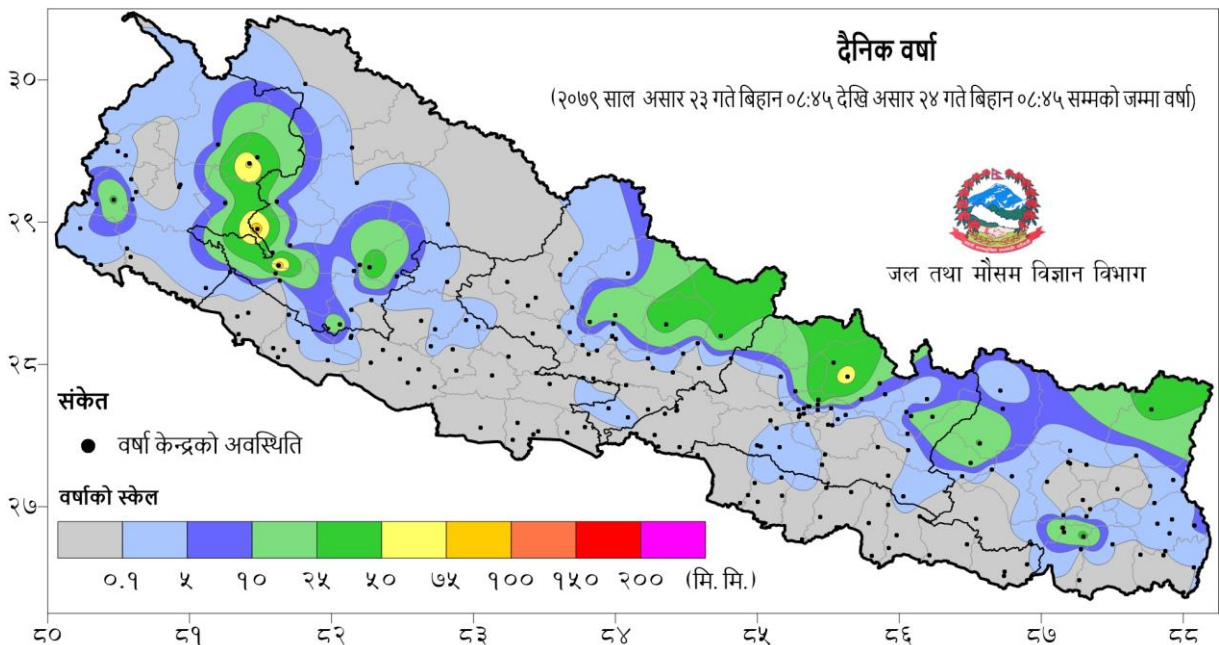 दैनिक वर्षा
(२०७९ साल असार २३ गते बिहान ०८:४५ देखि असार २४ गते बिहान ०८:४५ सम्मको जम्मा वर्षा)
३०
२९
जल तथा मौसम विज्ञान विभाग
२८
संकेत
वर्षा केन्द्रको अवस्थिति
वर्षाको स्केल
२७
०.१ ५ १० २५ ५० ७५ १०० १५० २०० (मि. मि.)
८० ८१ ८२ ८३ ८४ ८५ ८६ ८७ ८८